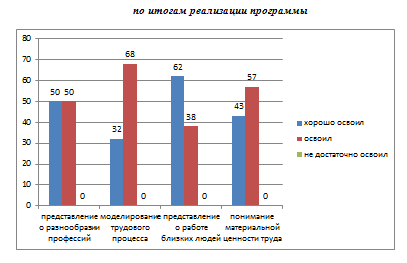 по итогам реализации программы
80
70
60
50
40
30
20
10
0
50 50 0
32 68 0
62 38 0
43 57 0
представление о разнообразии профессий
моделирование трудового процесса
представление о работе близких людей
понимание материальной ценности труда
хорошо освоил
освоил
не достаточно освоил